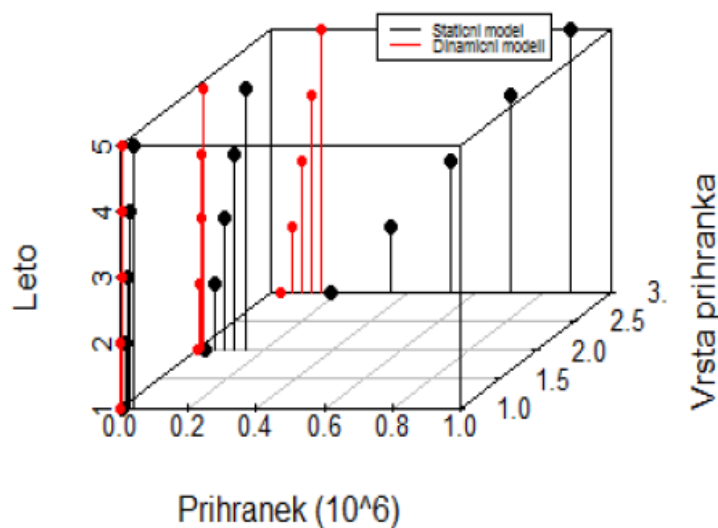 Staticni model
Dinamicni modell
5
4
3
2
1
Leto
0.0 0.2 0.4 0.6 0.8 1.0
Prihranek (10^6)
1.0
1.5
2.0
2.5
3.
Vrsta prihranka